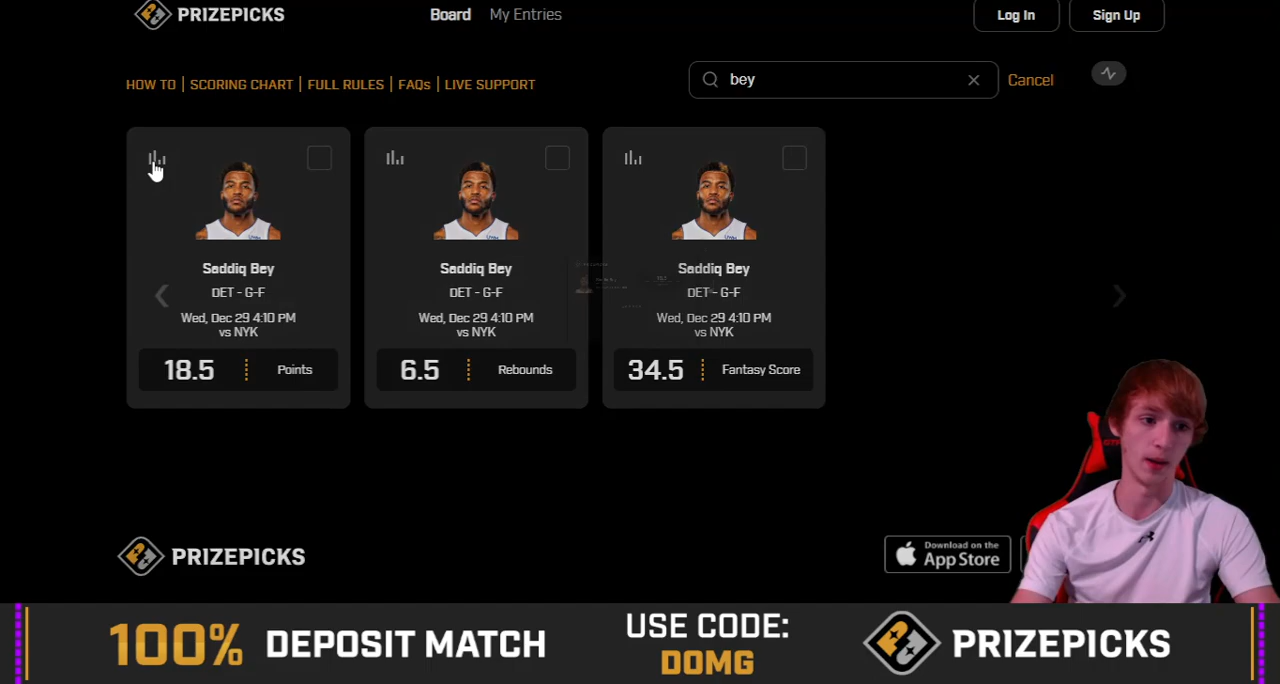 PRIZEPICKS
Board
My Entries
Log In
Sign Up
HOW TO | SCORING CHART | FULL RULES | FAQs | LIVE SUPPORT
bey
Cancel
Saddiq Bey
DET - G-F
Wed, Dec 29 4:10 PM
vs NYK
18.5
Points
Saddiq Bey
DET - G-F
Wed, Dec 29 4:10 PM
vs NYK
6.5
Rebounds
Saddiq Bey
DET - G-F
Wed, Dec 29 4:10 PM
vs NYK
34.5
Fantasy Score
PRIZEPICKS
Download on the
App Store
100% DEPOSIT MATCH
USE CODE:
DOMG
PRIZEPICKS